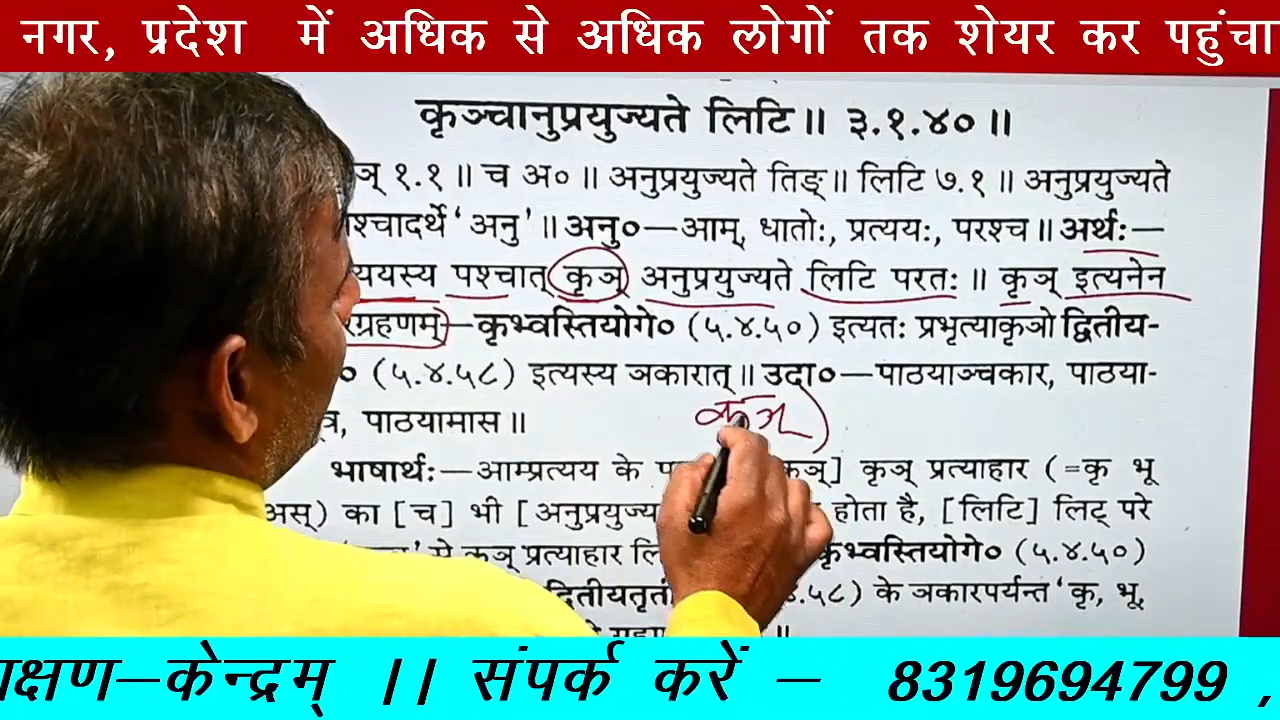 नगर, प्रदेश में अधिक से अधिक लोगों तक शेयर कर पहुंचा
कृञ्चानुप्रयुज्यते लिटि॥ ३.१.४०॥
ञ् १.१॥ च अ०॥ अनुप्रयुज्यते तिङ्॥ लिटि ७.१॥ अनुप्रयुज्यते
श्चादर्थे ‘अनु’॥ अनु०—आम्, धातोः, प्रत्ययः, परश्च॥ अर्थः—
ययस्य पश्चात् कृञ् अनुप्रयुज्यते लिटि परतः॥ कृञ् इत्यनेन
रग्रहणम्—कृभ्वस्तियोगे० (५.४.५०) इत्यतः प्रभृत्याकृञो द्वितीय-
० (५.४.५८) इत्यस्य ञकारात्॥ उदा०—पाठयाञ्चकार, पाठया-
त्र, पाठयामास॥
भाषार्थः—आम्प्रत्यय के कृञ्] कृञ् प्रत्याहार (=कृ भू
अस्) का [च] भी [अनुप्रयुज्य होता है, [लिटि] लिट् परे
से कृञ् प्रत्याहार कृभ्वस्तियोगे० (५.४.५०)
द्वितीयतृती .५८) के ञकारपर्यन्त ‘कृ, भू,
क्षण–केन्द्रम् ।। संपर्क करें – 8319694799 ,